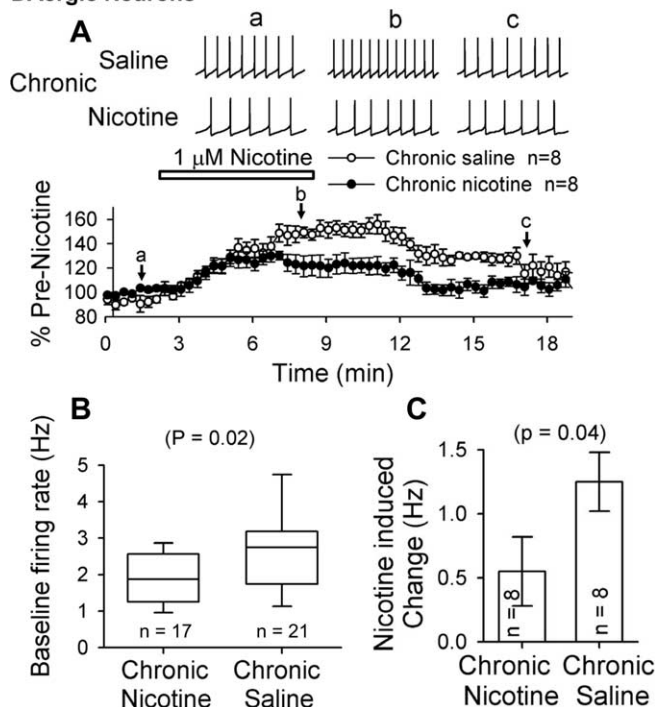 DAergic Neurons
A
a b c
Saline
Chronic
Nicotine
1 μM Nicotine
Chronic saline n=8
Chronic nicotine n=8
a
b
c
% Pre-Nicotine
160
140
120
100
80
0 3 6 9 12 15 18
Time (min)
B
(P = 0.02)
Baseline firing rate (Hz)
5
4
3
2
1
0
n = 17 n = 21
Chronic Chronic
Nicotine Saline
C
(p = 0.04)
Nicotine induced
Change (Hz)
1.5
1.0
0.5
0.0
n = 8 n = 8
Chronic Chronic
Nicotine Saline